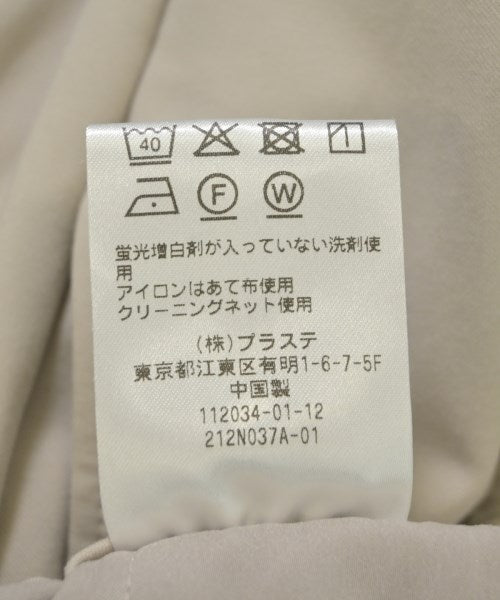 40
F W
蛍光増白剤が入っていない洗剤使
用
アイロンはあて布使用
クリーニングネット使用
(株)プラステ
東京都江東区有明1-6-7-5F
中国製
112034-01-12
212N037A-01